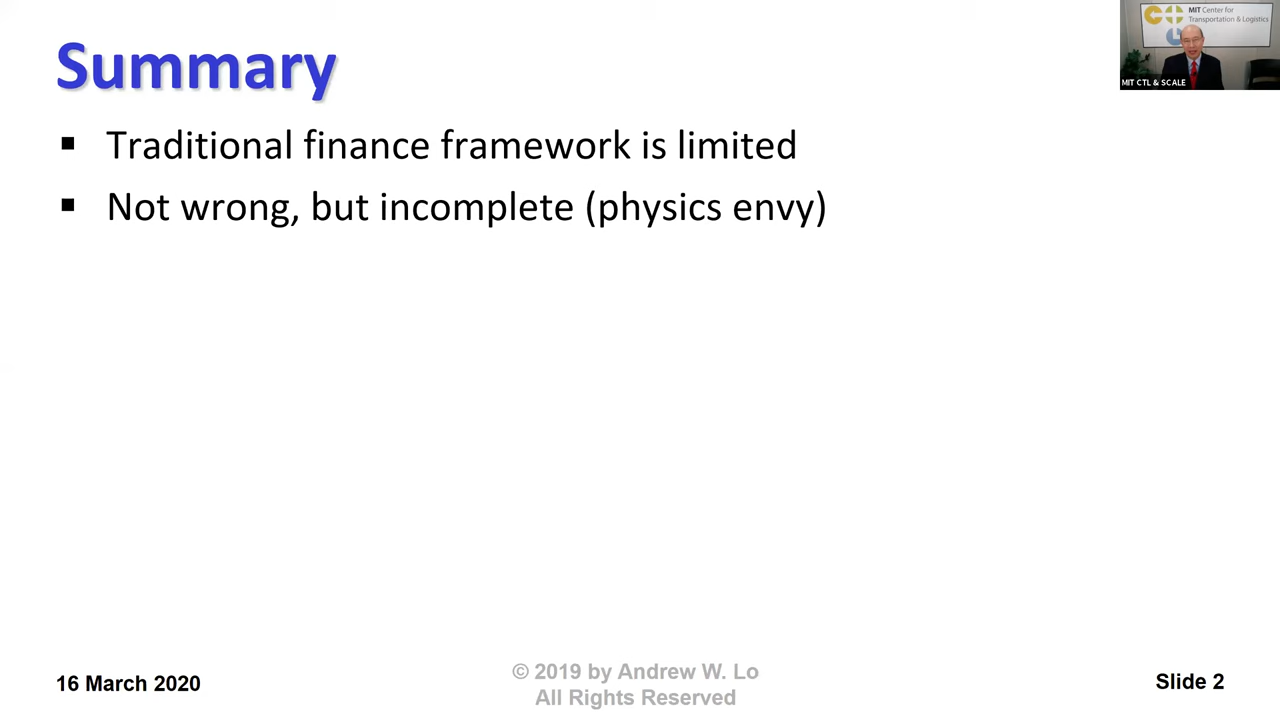 Summary
▪ Traditional finance framework is limited
▪ Not wrong, but incomplete (physics envy)
16 March 2020
© 2019 by Andrew W. Lo
All Rights Reserved
Slide 2
MIT Center for
Transportation & Logistics
MIT CTL & SCALE